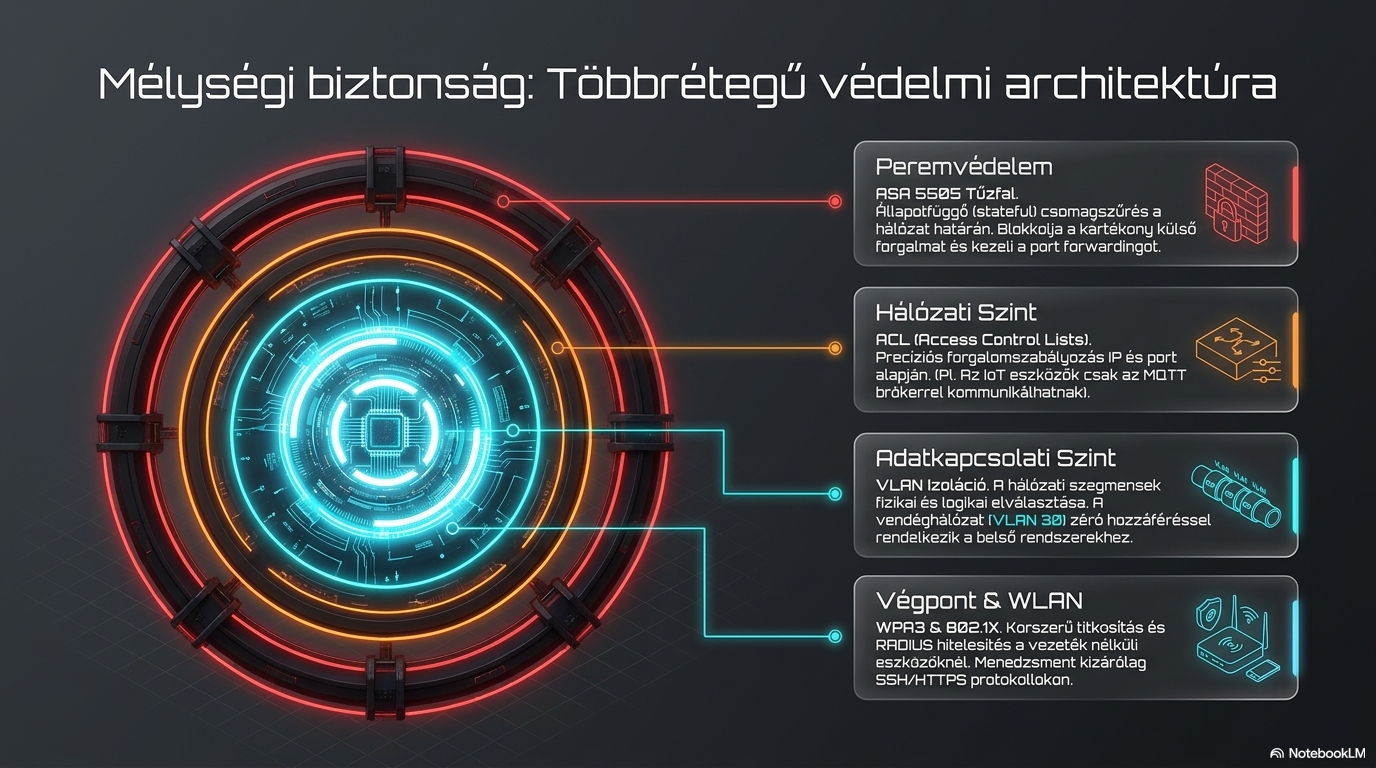 Mélységi biztonság: Többrétegű védelmi architektúra
Peremvédelem
ASA 5505 Tűzfal.
Állapotfüggő (stateful) csomagszűrés a
hálózat határán. Blokkolja a kártékony külső
forgalmat és kezeli a port forwardingot.
Hálózati Szint
ACL (Access Control Lists).
Precíziós forgalomszabályozás IP és port
alapján. (Pl. Az IoT eszközök csak az MQTT
brókerrel kommunikálhatnak).
Adatkapcsolati Szint
VLAN Izoláció. A hálózati szegmensek
fizikai és logikai elválasztása. A
vendéghálózat (VLAN 30) zéró hozzáféréssel
rendelkezik a belső rendszerekhez.
Végpont & WLAN
WPA3 & 802.1X. Korszerű titkosítás és
RADIUS hitelesítés a vezeték nélküli
eszközöknél. Menedzsment kizárólag
SSH/HTTPS protokollokon.
NotebookLM